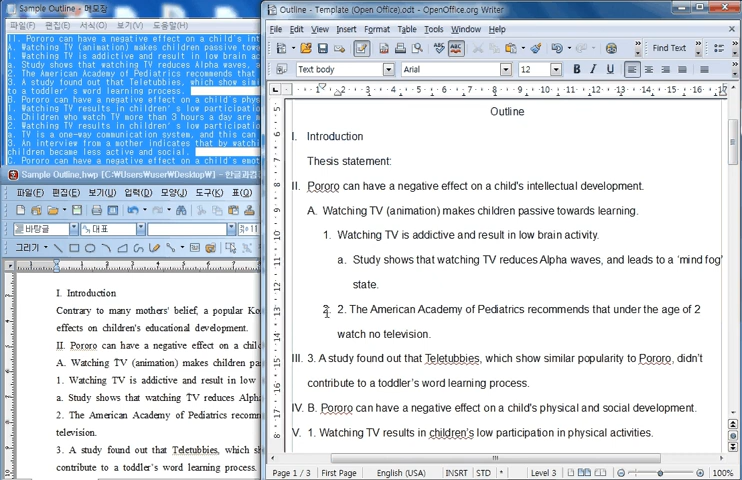 Sample Outline - 메모장
파일(F) 편집(E) 서식(O) 보기(V) 도움말(H)
II. Pororo can have a negative effect on a child's int
A. Watching TV (animation) makes children passive tow
1. Watching TV is addictive and result in low brain ac
a. Study shows that watching TV reduces Alpha waves, a
2. The American Academy of Pediatrics recommends that
3. A study found out that Teletubbies, which show simi
to a toddler' s word learning process.
B. Pororo can have a negative effect on a child's phys
1. Watching TV results in children' s low participation
a. Children who watch TV more than 3 hours a day are m
2. Watching TV results in children' s low participation
a. TV is a one-way communication system, and this can
3. An interview from a mother indicates that by watch
children became less active and social.
C. Pororo can have a negative effect on a child's emot
Sample Outline.hwp [C:\Users\user\Desktop\] - 한글과컴
파일(F) 편집(E) 보기(U) 입력(D) 모양(J) 도구(K) 표(Q)
바탕글 대표 11
그리기
I. Introduction
Contrary to many mothers' belief, a popular Ko
effects on children's educational development.
II. Pororo can have a negative effect on a chil
A. Watching TV (animation) makes children pa
1. Watching TV is addictive and result in low
a. Study shows that watching TV reduces Alph
2. The American Academy of Pediatrics recomm
television.
3. A study found out that Teletubbies, which sh
contribute to a toddler's word learning process.
Outline - Template (Open Office).odt - OpenOffice.org Writer
File Edit View Insert Format Table Tools Window Help
Find Text
Text body Arial 12
Outline
I. Introduction
Thesis statement:
II. Pororo can have a negative effect on a child's intellectual development.
A. Watching TV (animation) makes children passive towards learning.
1. Watching TV is addictive and result in low brain activity.
a. Study shows that watching TV reduces Alpha waves, and leads to a 'mind fog'
state.
2. 2. The American Academy of Pediatrics recommends that under the age of 2
watch no television.
III. 3. A study found out that Teletubbies, which show similar popularity to Pororo, didn't
contribute to a toddler's word learning process.
IV. B. Pororo can have a negative effect on a child's physical and social development.
V. 1. Watching TV results in children's low participation in physical activities.
Page 1 / 3 First Page English (USA) INSRT STD * Level 3 100%